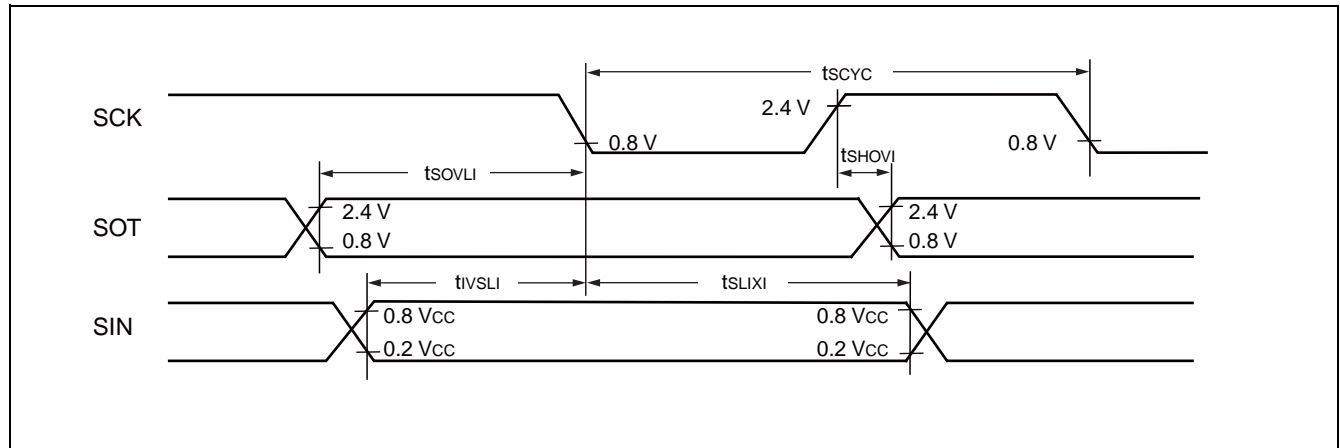 tSCYC
SCK
2.4 V
0.8 V
0.8 V
tSHOVI
tSOVLI
SOT
2.4 V
2.4 V
0.8 V
0.8 V
tIVSLI
tSLIXI
SIN
0.8 VCC
0.8 VCC
0.2 VCC
0.2 VCC